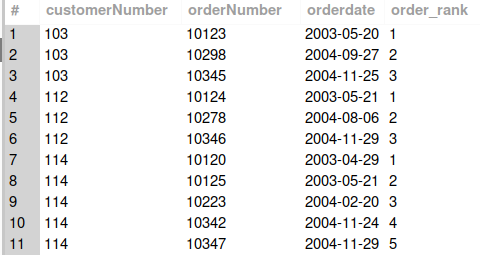 # customerNumber orderNumber orderdate order_rank
1 103 10123 2003-05-20 1
2 103 10298 2004-09-27 2
3 103 10345 2004-11-25 3
4 112 10124 2003-05-21 1
5 112 10278 2004-08-06 2
6 112 10346 2004-11-29 3
7 114 10120 2003-04-29 1
8 114 10125 2003-05-21 2
9 114 10223 2004-02-20 3
10 114 10342 2004-11-24 4
11 114 10347 2004-11-29 5